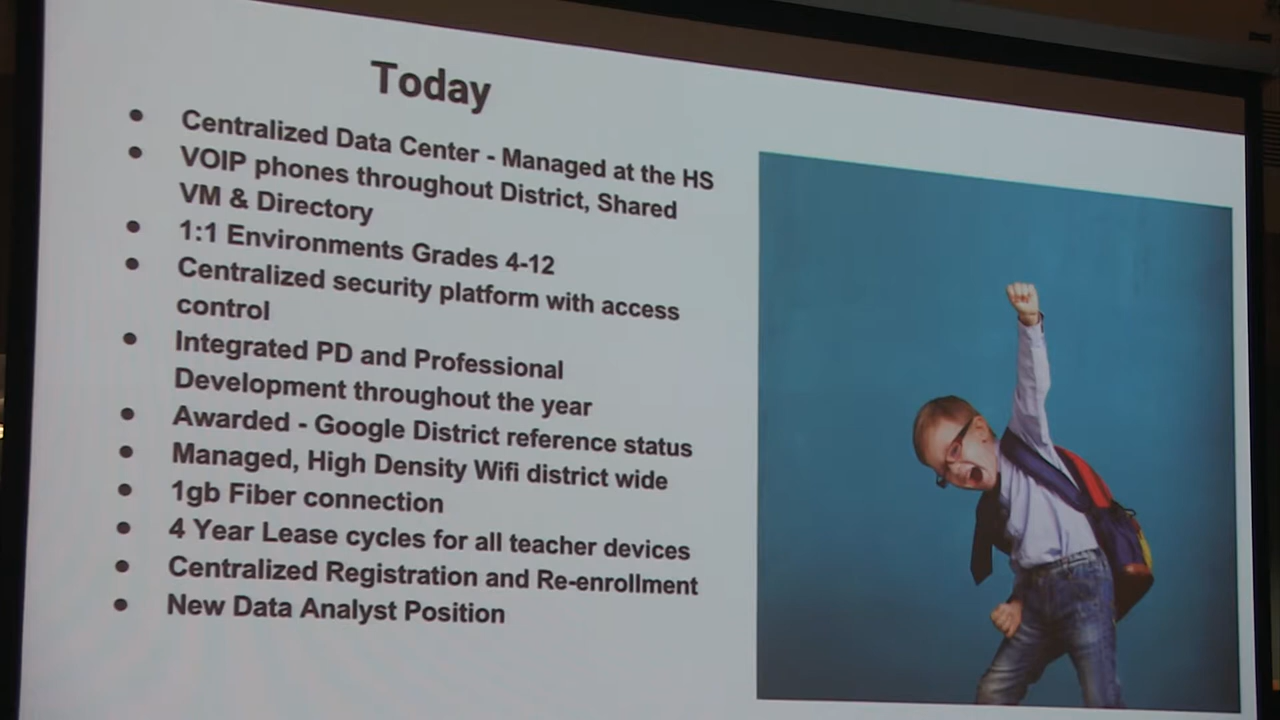 Today
● Centralized Data Center - Managed at the HS
● VOIP phones throughout District, Shared
VM & Directory
● 1:1 Environments Grades 4-12
● Centralized security platform with access
control
● Integrated PD and Professional
Development throughout the year
● Awarded - Google District reference status
● Managed, High Density Wifi district wide
● 1gb Fiber connection
● 4 Year Lease cycles for all teacher devices
● Centralized Registration and Re-enrollment
● New Data Analyst Position